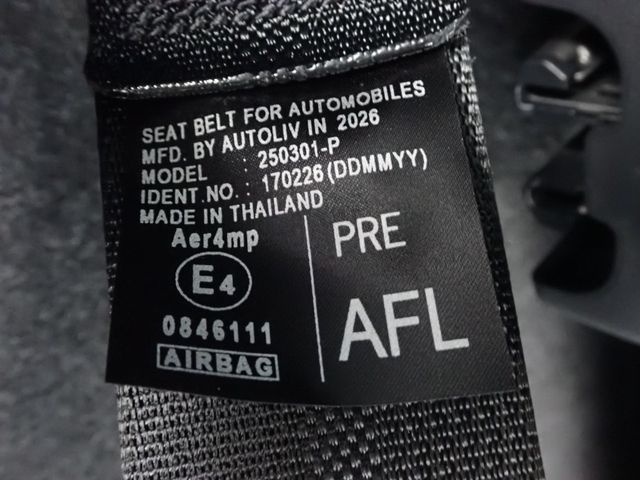 SEAT BELT FOR AUTOMOBILES
MFD. BY AUTOLIV IN 2026
MODEL : 250301-P
IDENT.NO. : 170226 (DDMMYY)
MADE IN THAILAND
Aer4mp
E4
0846111
AIRBAG
PRE
AFL